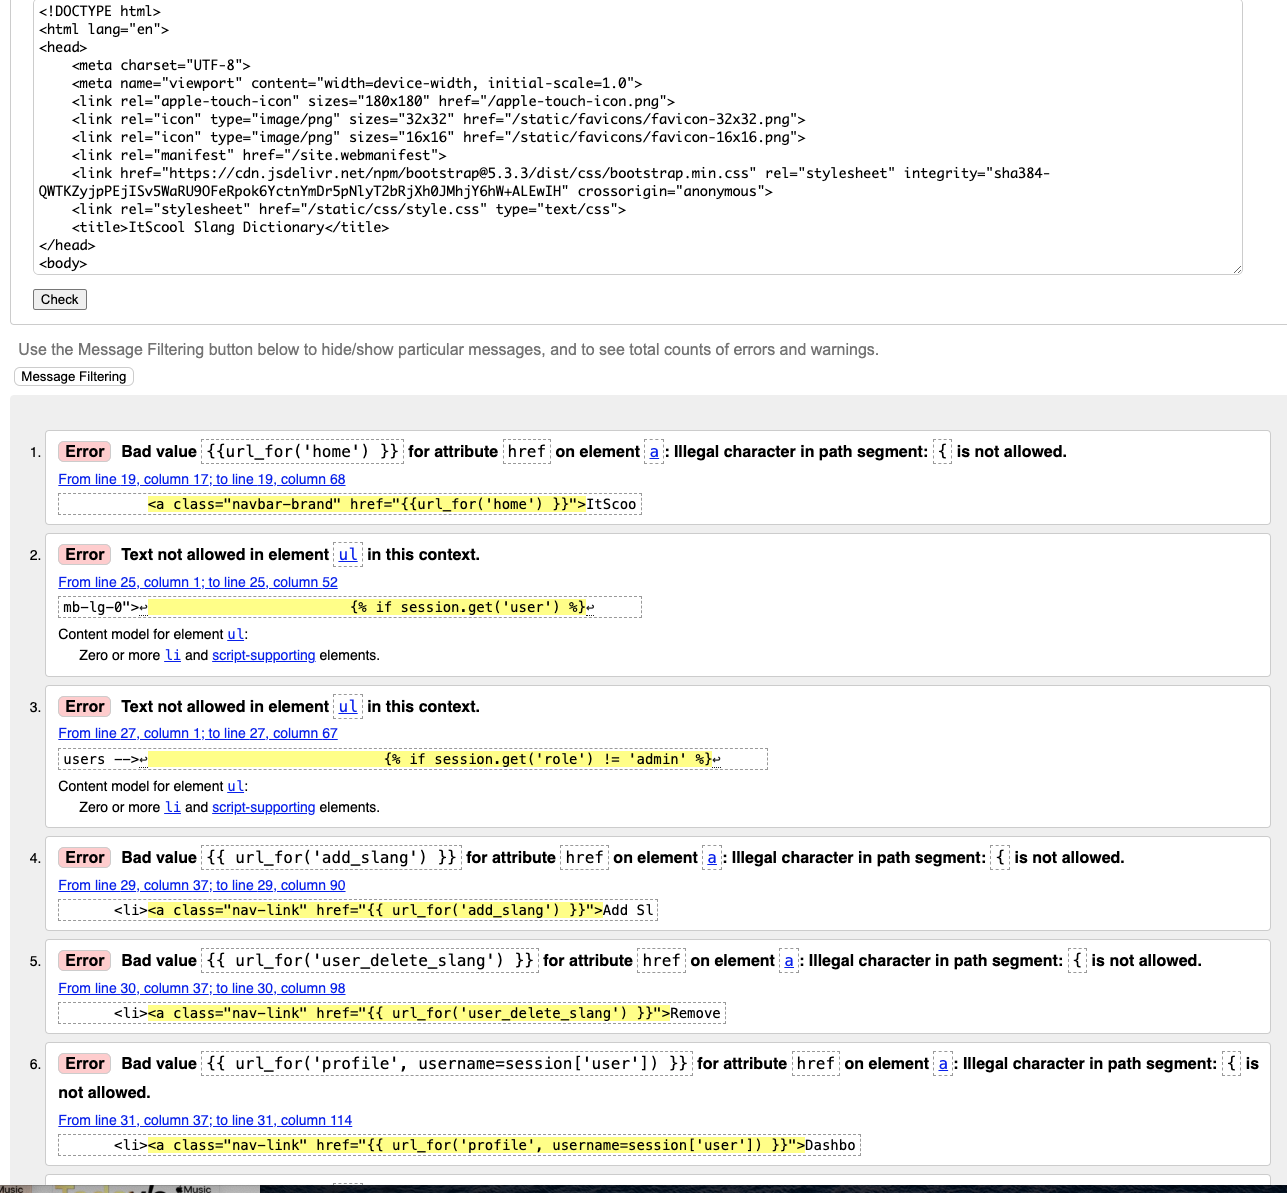 <!DOCTYPE html>
<html lang="en">
<head>
<meta charset="UTF-8">
<meta name="viewport" content="width=device-width, initial-scale=1.0">
<link rel="apple-touch-icon" sizes="180x180" href="/apple-touch-icon.png">
<link rel="icon" type="image/png" sizes="32x32" href="/static/favicons/favicon-32x32.png">
<link rel="icon" type="image/png" sizes="16x16" href="/static/favicons/favicon-16x16.png">
<link rel="manifest" href="/site.webmanifest">
<link href="https://cdn.jsdelivr.net/npm/bootstrap@5.3.3/dist/css/bootstrap.min.css" rel="stylesheet" integrity="sha384-
QWTKZyjpPEjISv5WaRU9OFeRpok6YctnYmDr5pNlyT2bRjXh0JMhjY6hW+ALEwIH" crossorigin="anonymous">
<link rel="stylesheet" href="/static/css/style.css" type="text/css">
<title>ItScool Slang Dictionary</title>
</head>
<body>
Check
Use the Message Filtering button below to hide/show particular messages, and to see total counts of errors and warnings.
Message Filtering
1. Error Bad value {{url_for('home') }} for attribute href on element a: Illegal character in path segment: { is not allowed.
From line 19, column 17; to line 19, column 68
<a class="navbar-brand" href="{{url_for('home') }}">ItScoo
2. Error Text not allowed in element ul in this context.
From line 25, column 1; to line 25, column 52
mb-lg-0">↩ {% if session.get('user') %}↩
Content model for element ul:
Zero or more li and script-supporting elements.
3. Error Text not allowed in element ul in this context.
From line 27, column 1; to line 27, column 67
users -->↩ {% if session.get('role') != 'admin' %}↩
Content model for element ul:
Zero or more li and script-supporting elements.
4. Error Bad value {{ url_for('add_slang') }} for attribute href on element a: Illegal character in path segment: { is not allowed.
From line 29, column 37; to line 29, column 90
<li><a class="nav-link" href="{{ url_for('add_slang') }}">Add Sl
5. Error Bad value {{ url_for('user_delete_slang') }} for attribute href on element a: Illegal character in path segment: { is not allowed.
From line 30, column 37; to line 30, column 98
<li><a class="nav-link" href="{{ url_for('user_delete_slang') }}">Remove
6. Error Bad value {{ url_for('profile', username=session['user']) }} for attribute href on element a: Illegal character in path segment: { is
not allowed.
From line 31, column 37; to line 31, column 114
<li><a class="nav-link" href="{{ url_for('profile', username=session['user']) }}">Dashbo
Music